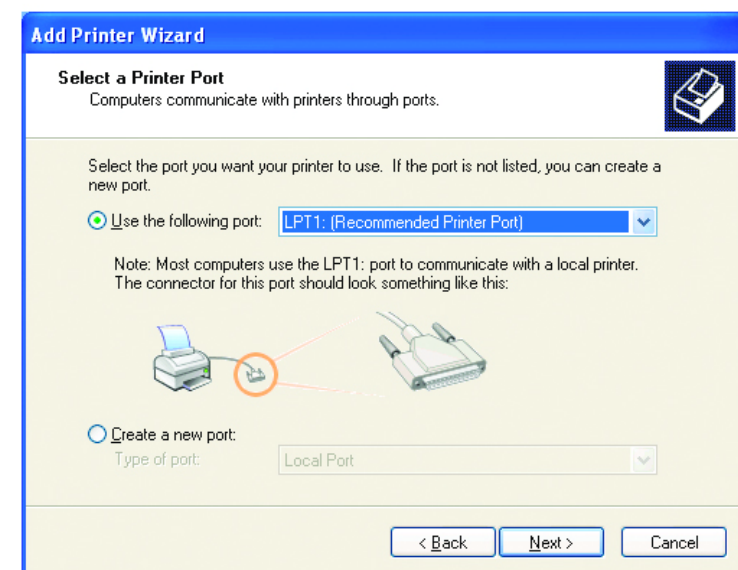 Add Printer Wizard
Select a Printer Port
Computers communicate with printers through ports.
Select the port you want your printer to use. If the port is not listed, you can create a
new port.
Use the following port: LPT1: (Recommended Printer Port)
Note: Most computers use the LPT1: port to communicate with a local printer.
The connector for this port should look something like this:
Create a new port:
Type of port: Local Port
< Back Next > Cancel